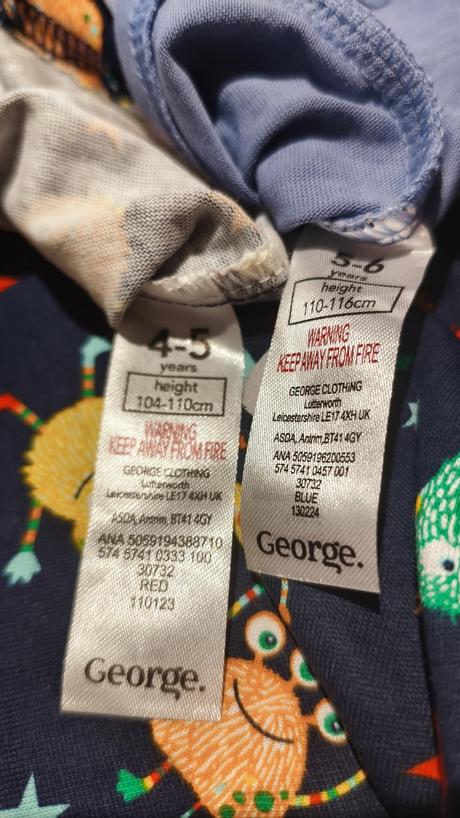 4-5
years
height
104-110cm
WARNING
KEEP AWAY FROM FIRE
GEORGE CLOTHING
Lutterworth
Leicestershire LE17 4XH UK
ASDA, Antrim, BT41 4GY
ANA 5059194388710
574 5741 0333 100
30732
RED
110123
George.
5-6
years
height
110-116cm
WARNING
KEEP AWAY FROM FIRE
GEORGE CLOTHING
Lutterworth
Leicestershire LE17 4XH UK
ASDA, Antrim, BT41 4GY
ANA 5059196200553
574 5741 0457 001
30732
BLUE
130224
George.